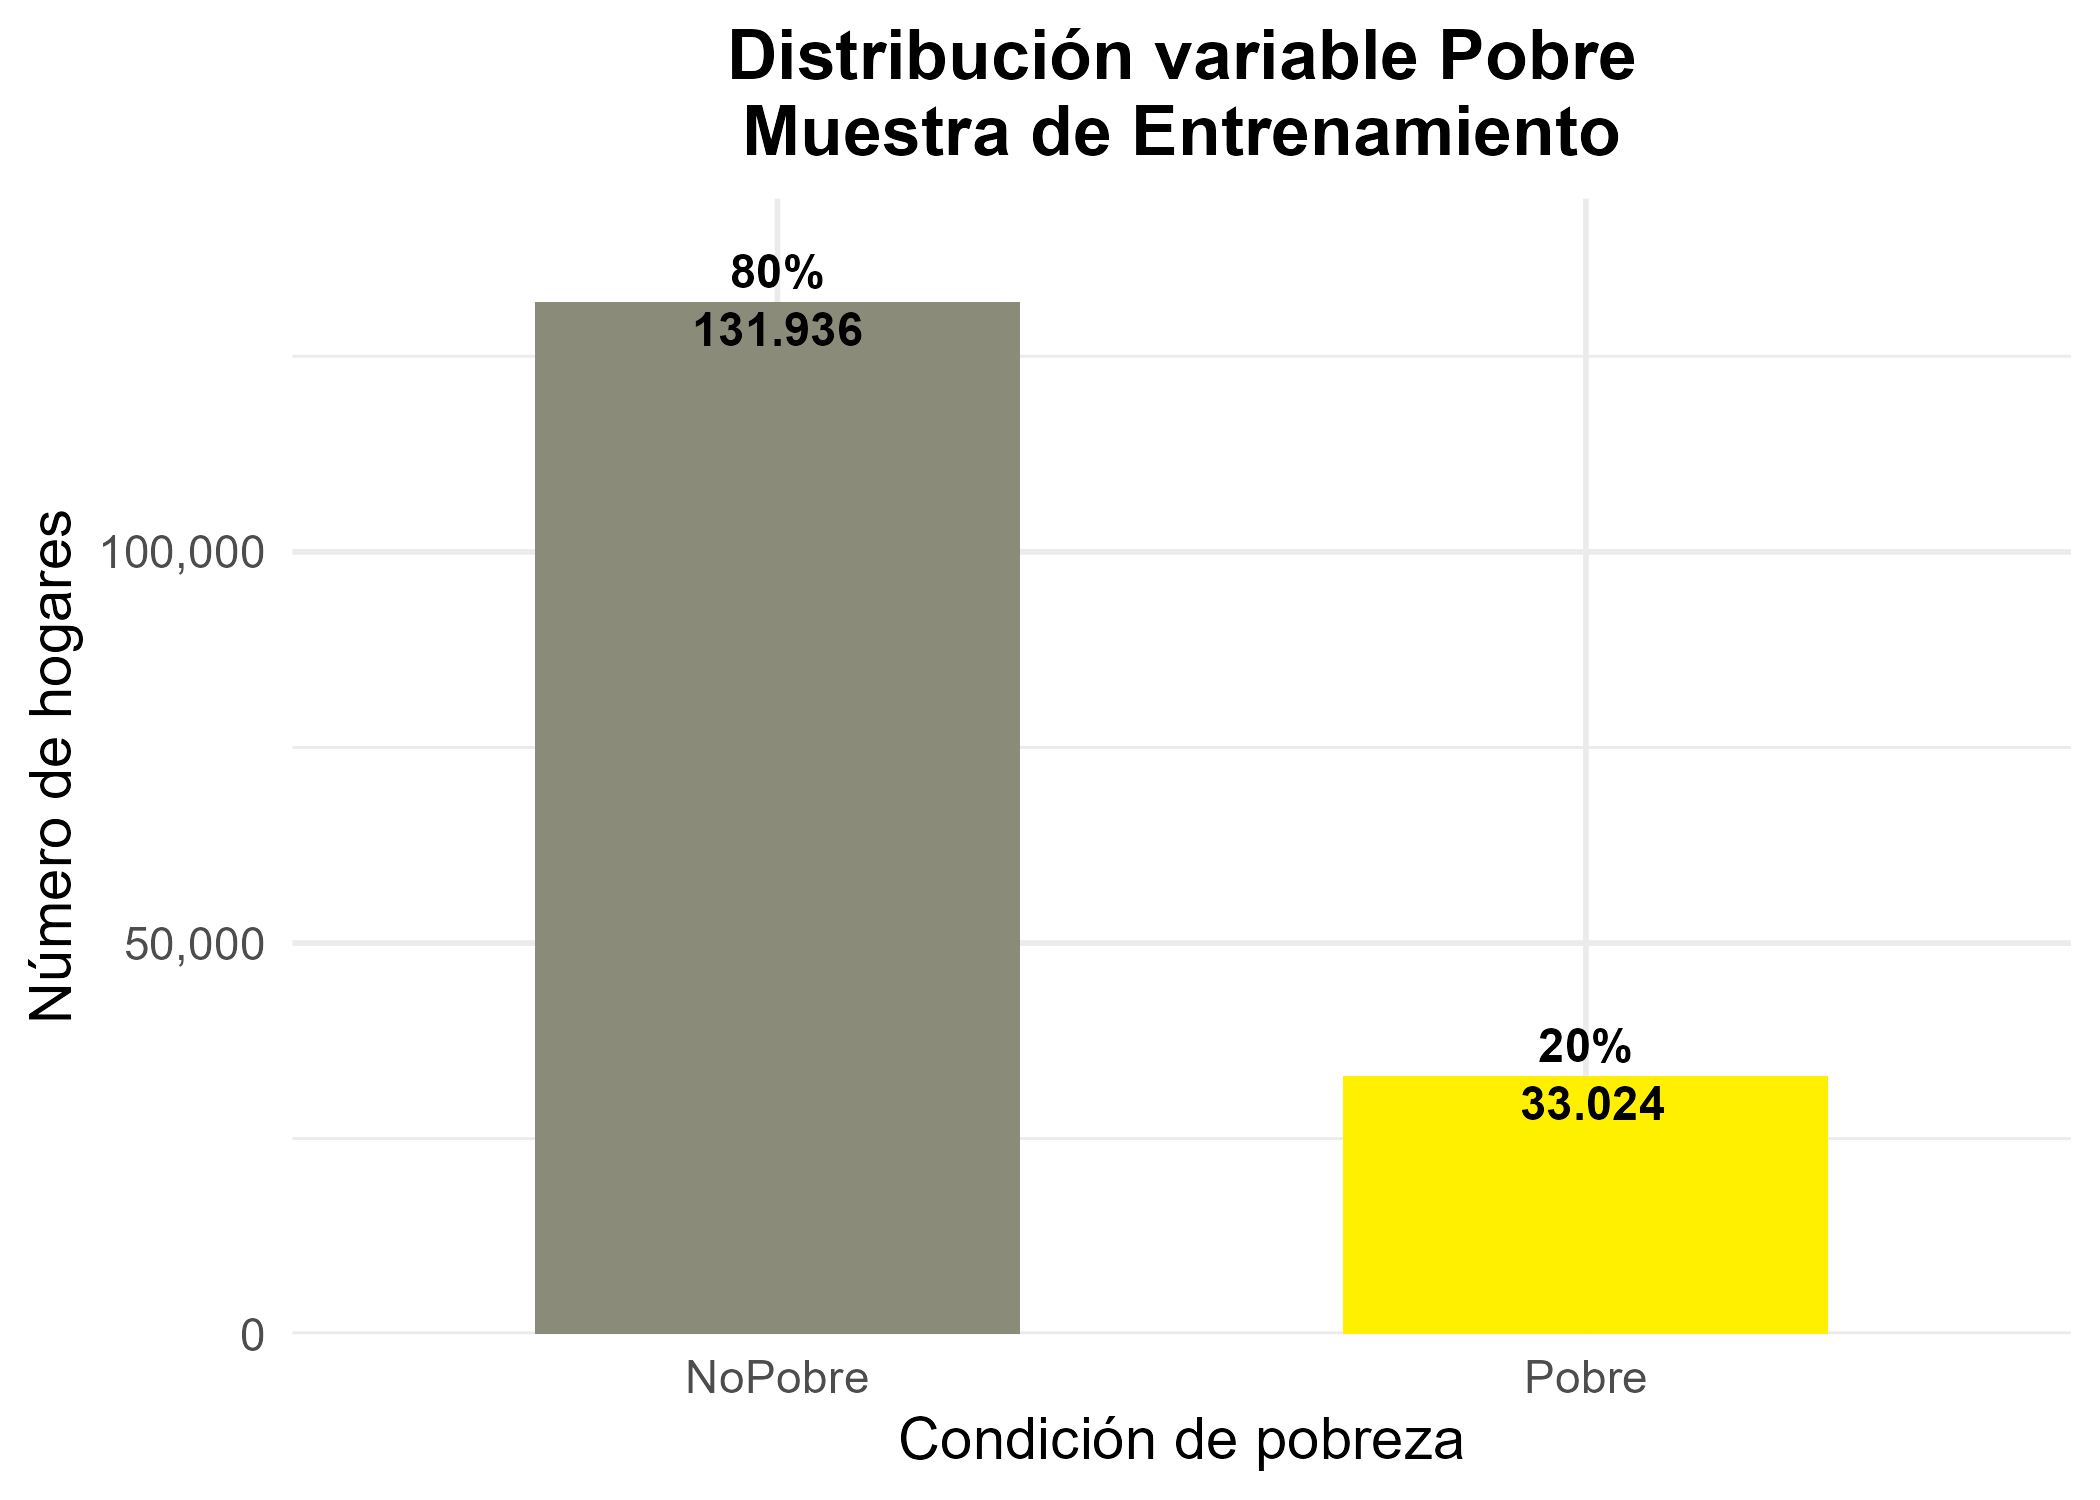 Distribución variable Pobre
Muestra de Entrenamiento
80%
131.936
100,000
50,000
0
20%
33.024
NoPobre
Pobre
Condición de pobreza
Número de hogares